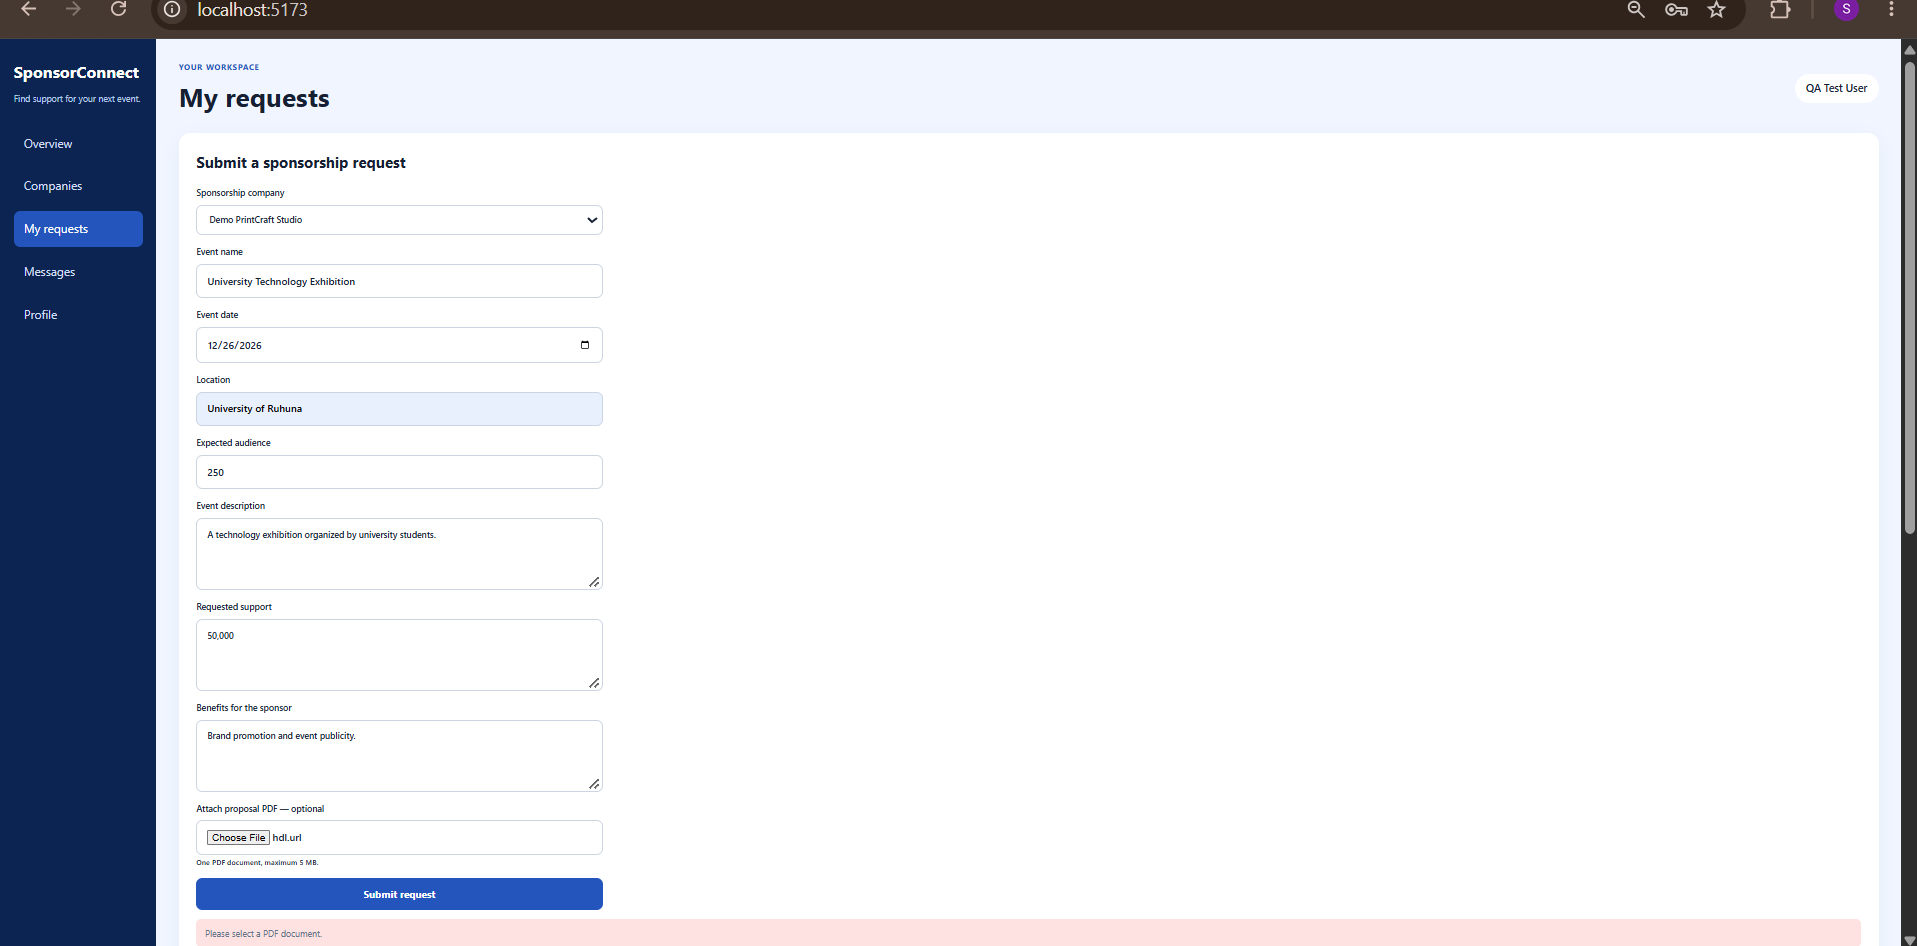 localhost:5173
S
SponsorConnect
Find support for your next event.
Overview
Companies
My requests
Messages
Profile
YOUR WORKSPACE
My requests
QA Test User
Submit a sponsorship request
Sponsorship company
Demo PrintCraft Studio
Event name
University Technology Exhibition
Event date
12/26/2026
Location
University of Ruhuna
Expected audience
250
Event description
A technology exhibition organized by university students.
Requested support
50,000
Benefits for the sponsor
Brand promotion and event publicity.
Attach proposal PDF — optional
Choose File hdl.url
One PDF document, maximum 5 MB.
Submit request
Please select a PDF document.